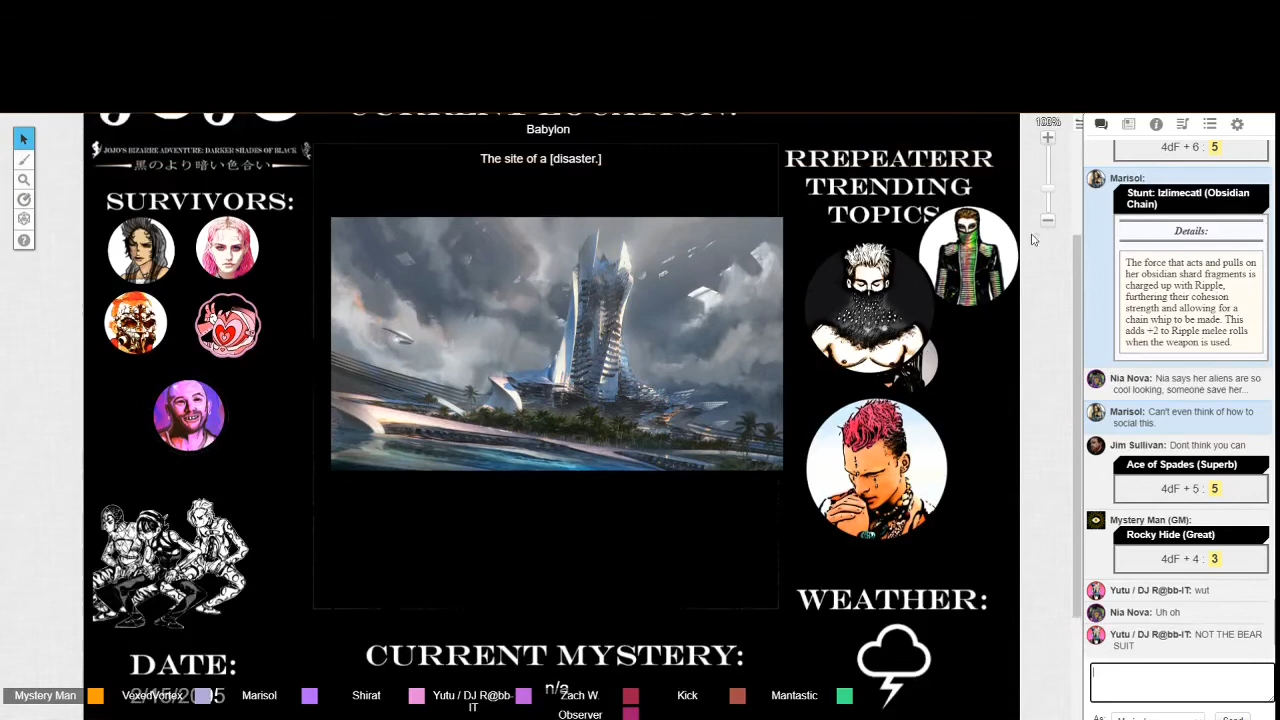 JOJO
CURRENT LOCATION:
Babylon
The site of a [disaster.]
JOJO'S BIZARRE ADVENTURE: DARKER SHADES OF BLACK
黒のより暗い色合い
SURVIVORS:
DATE:
RREPEATERR
TRENDING
TOPICS
WEATHER:
CURRENT MYSTERY:
n/a
Mystery Man
VexedVortex
Marisol
Shirat
Yutu / DJ R@bb-
IT
Zach W.
Observer
Kick
Mantastic
100%
4dF + 6 : 5
Marisol:
Stunt: Izlimecatl (Obsidian
Chain)
Details:
The force that acts and pulls on
her obsidian shard fragments is
charged up with Ripple,
furthering their cohesion
strength and allowing for a
chain whip to be made. This
adds +2 to Ripple melee rolls
when the weapon is used.
Nia Nova: Nia says her aliens are so
cool looking, someone save her...
Marisol: Can't even think of how to
social this.
Jim Sullivan: Dont think you can
Ace of Spades (Superb)
4dF + 5 : 5
Mystery Man (GM):
Rocky Hide (Great)
4dF + 4 : 3
Yutu / DJ R@bb-IT: wut
Nia Nova: Uh oh
Yutu / DJ R@bb-IT: NOT THE BEAR
SUIT
As:
Send